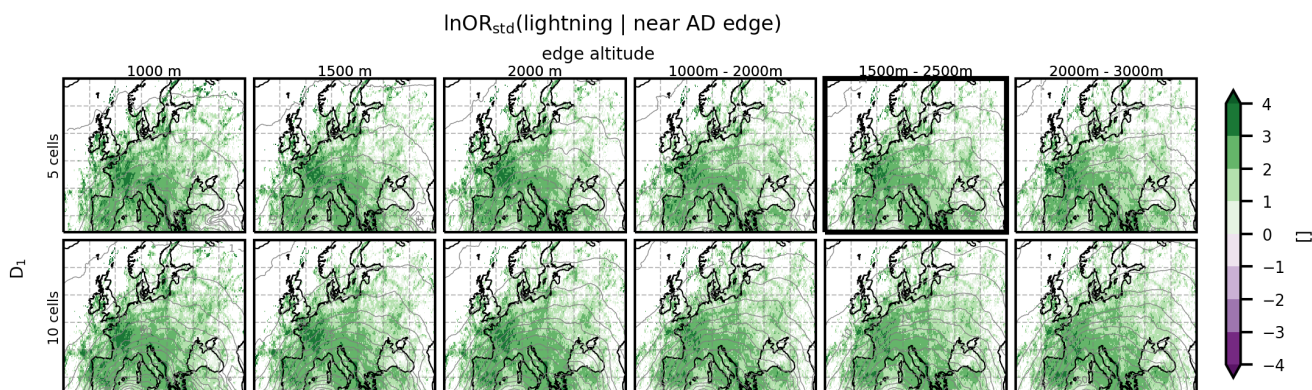 lnOR_std(lightning | near AD edge)
edge altitude
1000 m
1500 m
2000 m
1000m - 2000m
1500m - 2500m
2000m - 3000m
D₁
5 cells
10 cells
4
3
2
1
0
−1
−2
−3
−4
[]